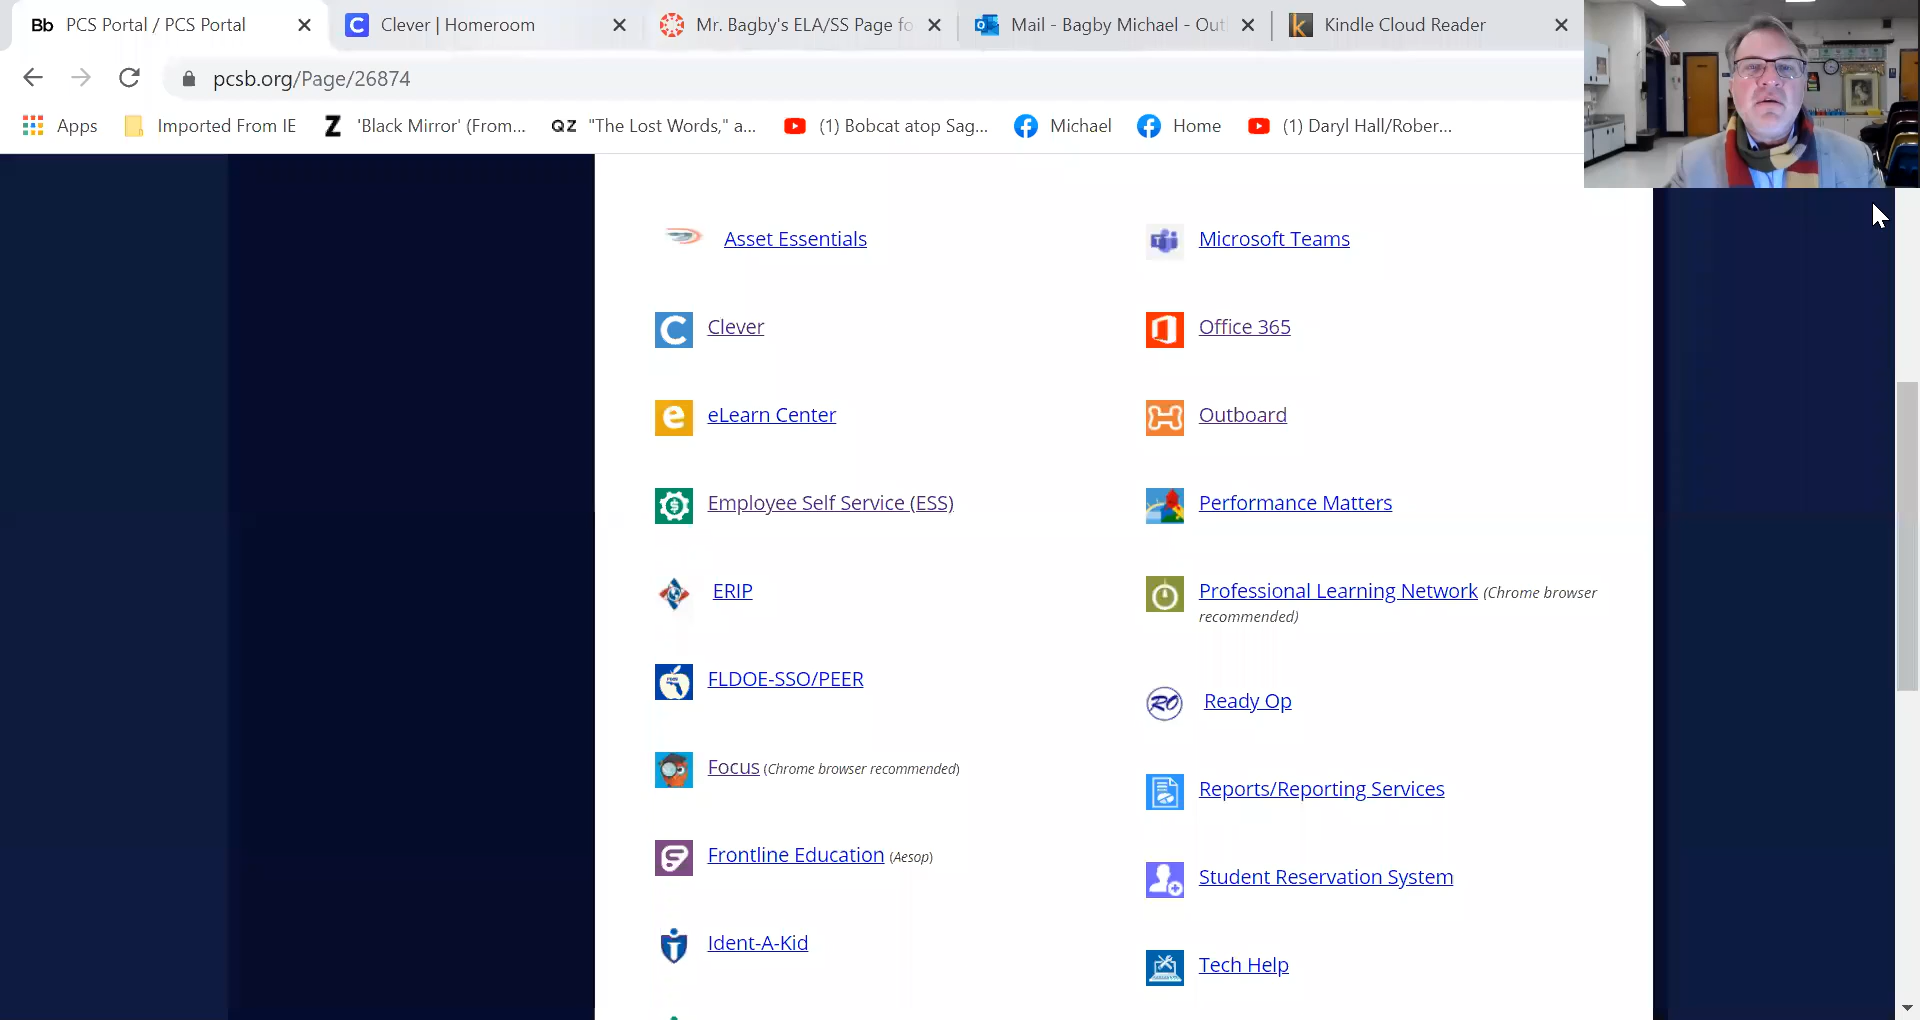 Bb PCS Portal / PCS Portal
Clever | Homeroom
Mr. Bagby's ELA/SS Page fo
Mail - Bagby Michael - Out
Kindle Cloud Reader
pcsb.org/Page/26874
Apps
Imported From IE
'Black Mirror' (From...
QZ "The Lost Words," a...
(1) Bobcat atop Sag...
Michael
Home
(1) Daryl Hall/Rober...
Asset Essentials
Clever
eLearn Center
Employee Self Service (ESS)
ERIP
FLDOE-SSO/PEER
Focus (Chrome browser recommended)
Frontline Education (Aesop)
Ident-A-Kid
Microsoft Teams
Office 365
Outboard
Performance Matters
Professional Learning Network (Chrome browser
recommended)
RO Ready Op
Reports/Reporting Services
Student Reservation System
Tech Help